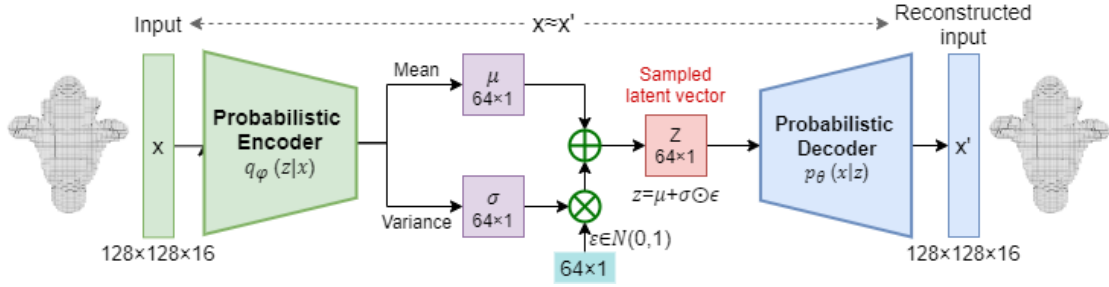 Input
x≈x'
Reconstructed
input
x
128×128×16
Probabilistic
Encoder
qφ (z|x)
Mean
μ
64×1
Variance
σ
64×1
ε∈N(0,1)
64×1
Sampled
latent vector
Z
64×1
z=μ+σ⊙ϵ
Probabilistic
Decoder
pθ (x|z)
x'
128×128×16